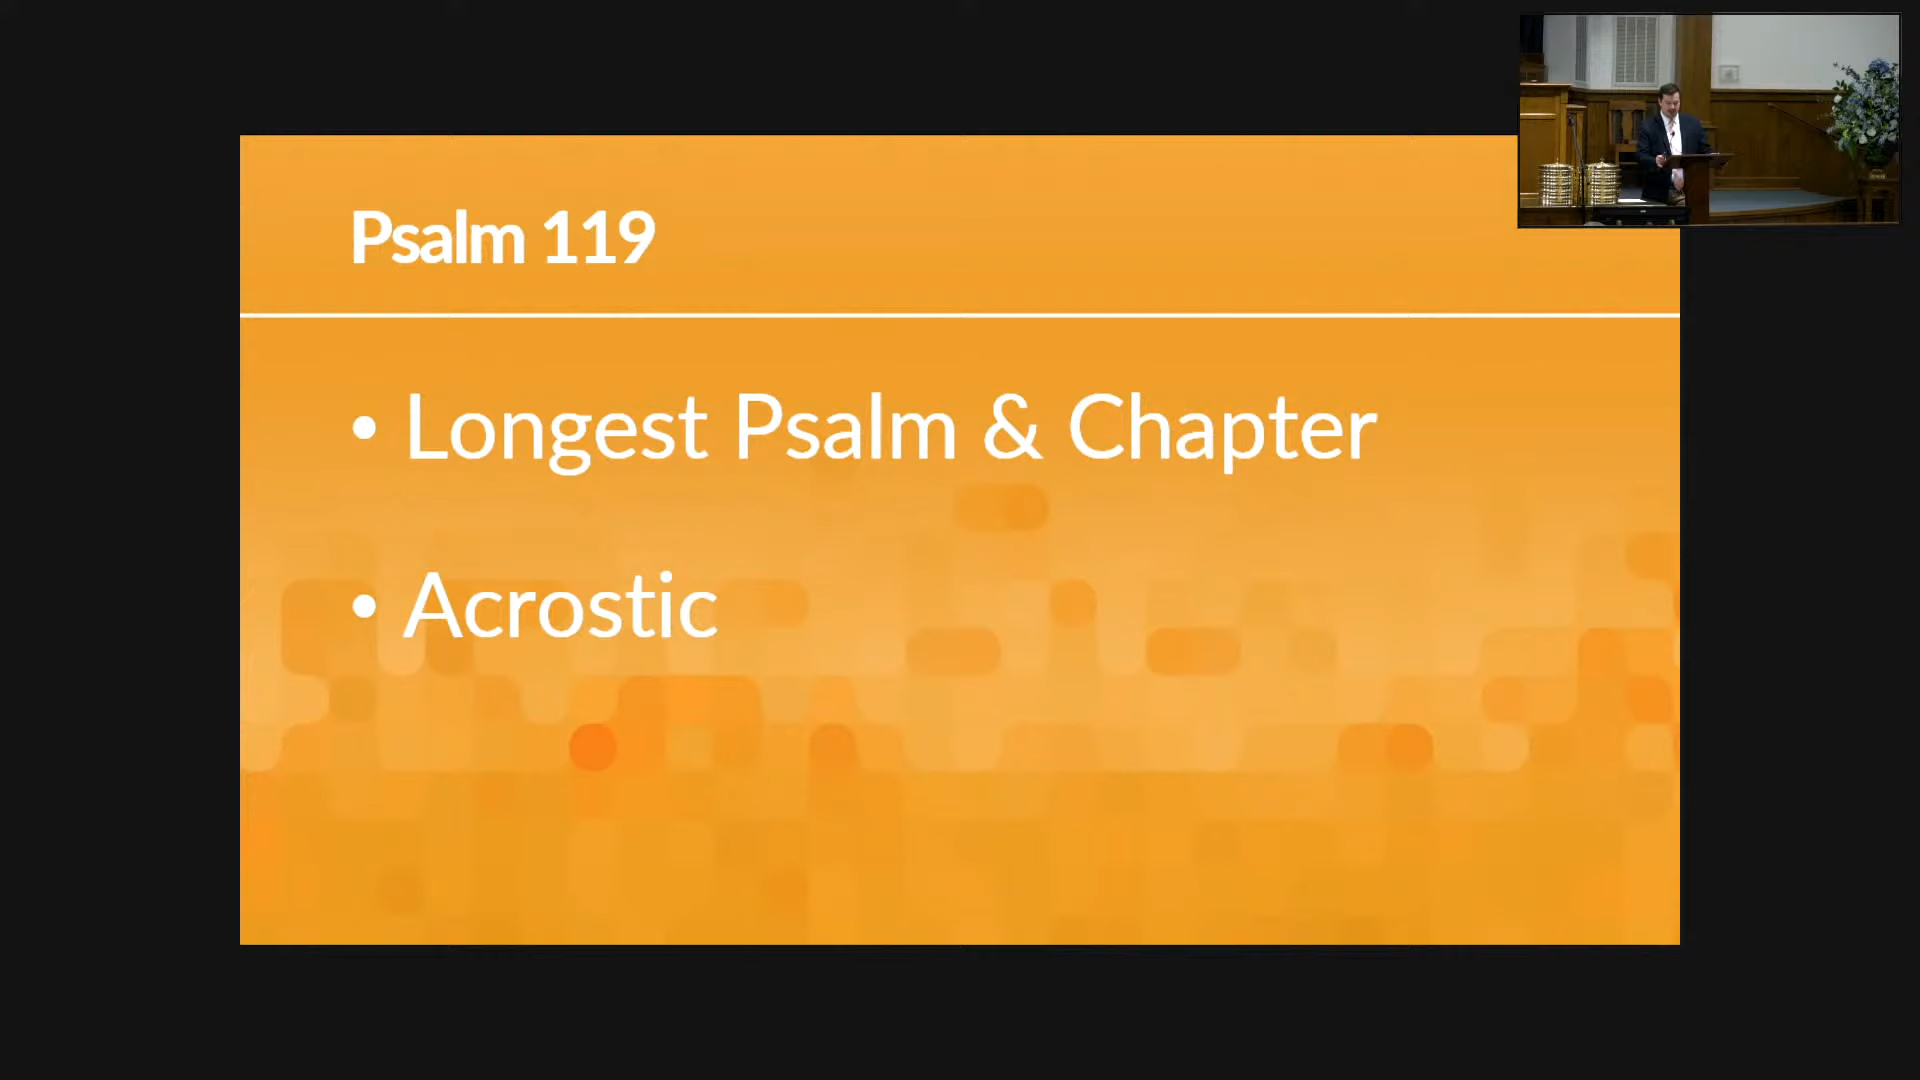 Psalm 119
• Longest Psalm & Chapter
• Acrostic